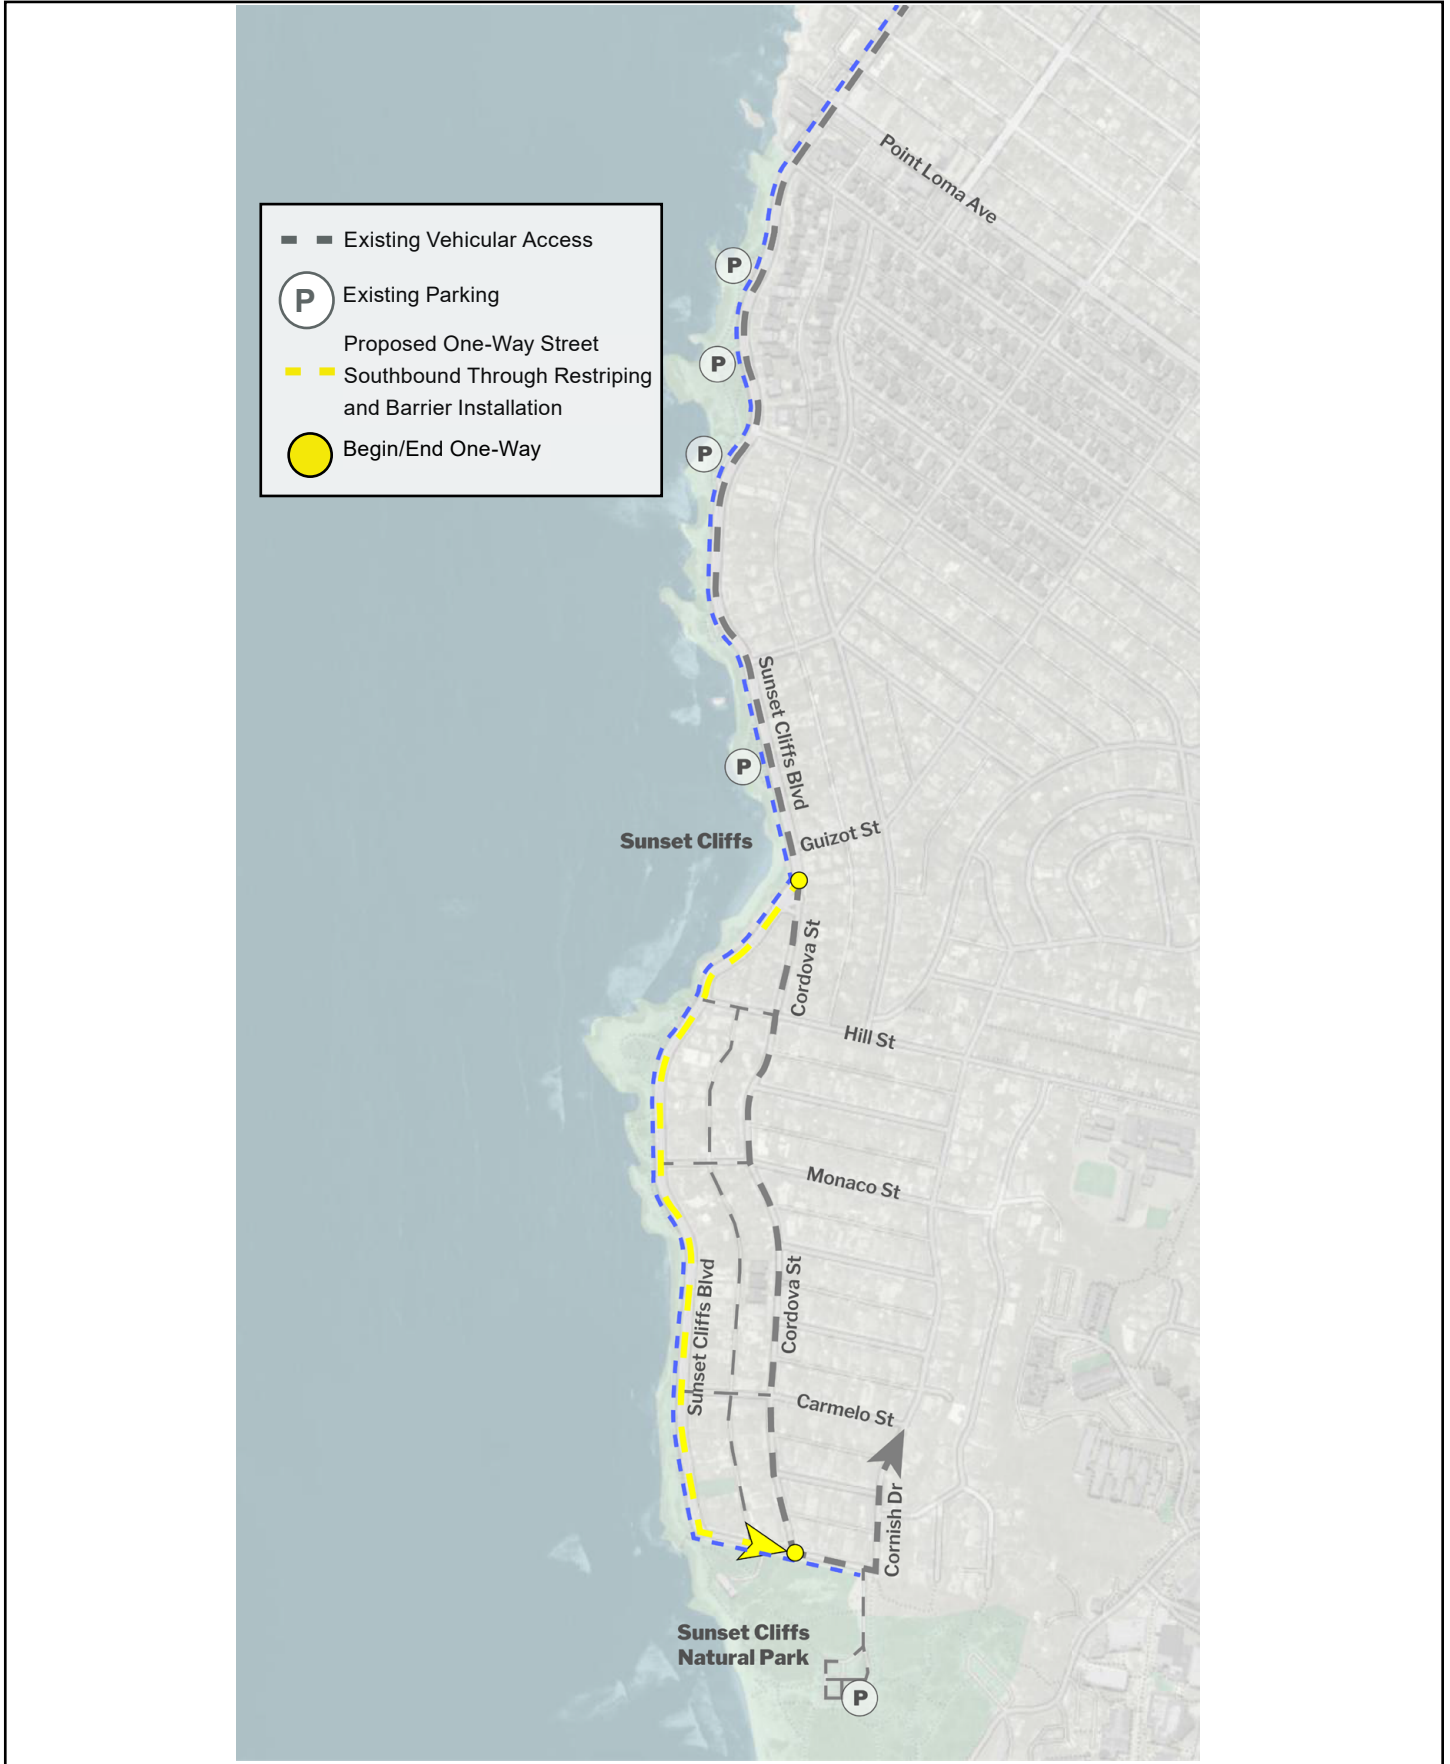 Point Loma Ave
Existing Vehicular Access
P
Existing Parking
Proposed One-Way Street
Southbound Through Restriping
and Barrier Installation
Begin/End One-Way
P
P
P
Sunset Cliffs Blvd
P
Sunset Cliffs
Guizot St
Cordova St
Hill St
Monaco St
Sunset Cliffs Blvd
Cordova St
Carmelo St
Cornish Dr
Sunset Cliffs
Natural Park
P